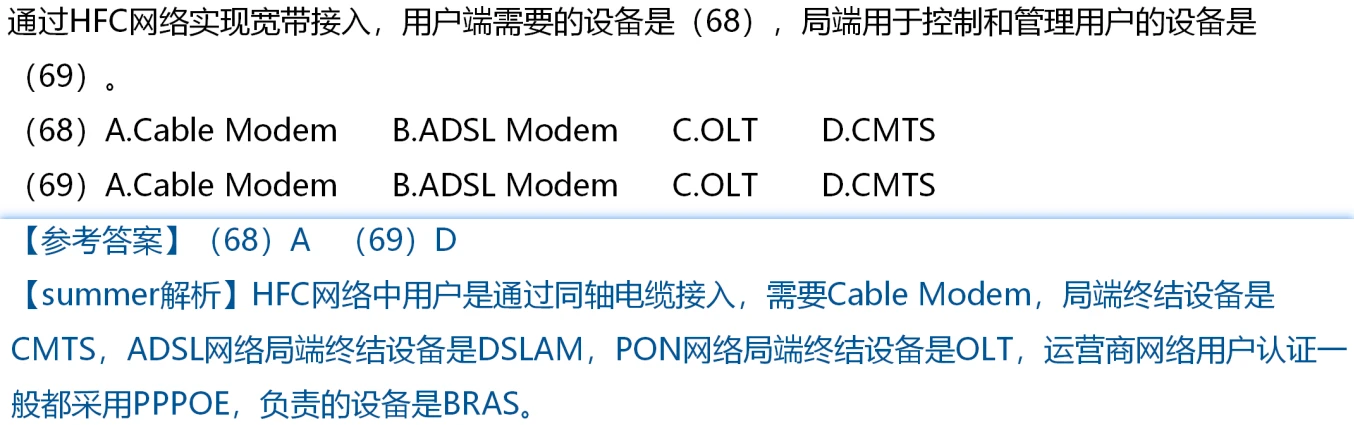 通过HFC网络实现宽带接入，用户端需要的设备是（68），局端用于控制和管理用户的设备是
（69）。
（68）A.Cable Modem B.ADSL Modem C.OLT D.CMTS
（69）A.Cable Modem B.ADSL Modem C.OLT D.CMTS
【参考答案】（68）A （69）D
【summer解析】HFC网络中用户是通过同轴电缆接入，需要Cable Modem，局端终结设备是
CMTS，ADSL网络局端终结设备是DSLAM，PON网络局端终结设备是OLT，运营商网络用户认证一
般都采用PPPOE，负责的设备是BRAS。